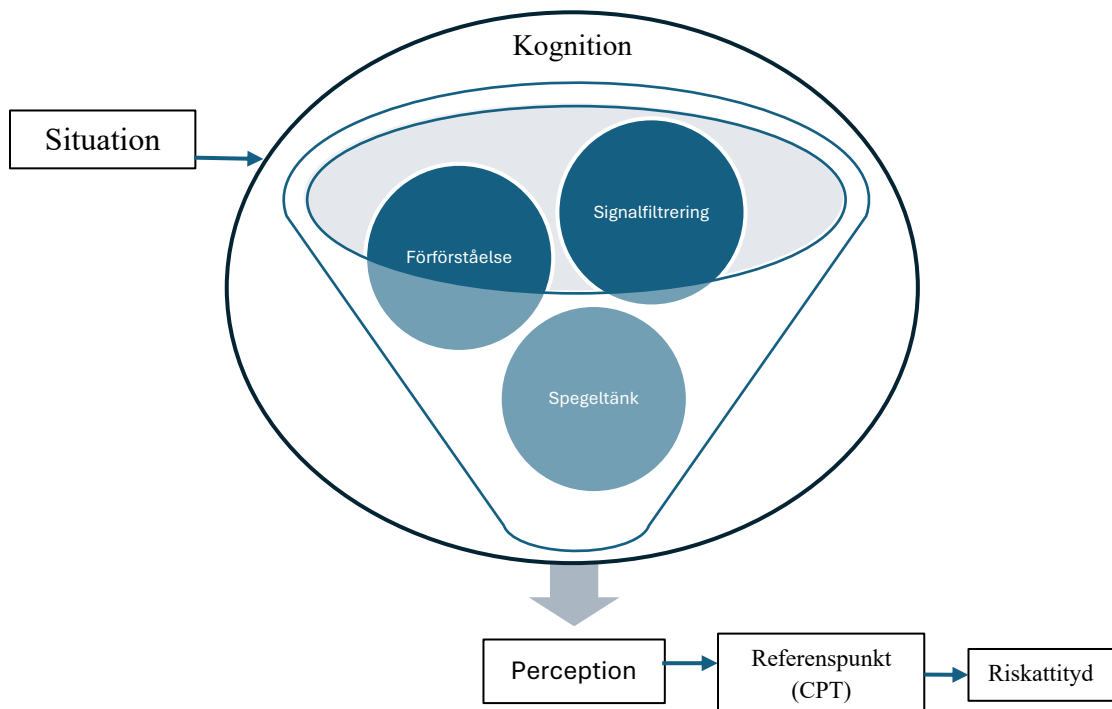 Kognition
Situation
Signalfiltrering
Förförståelse
Spegeltänk
Perception
Referenspunkt
(CPT)
Riskattityd